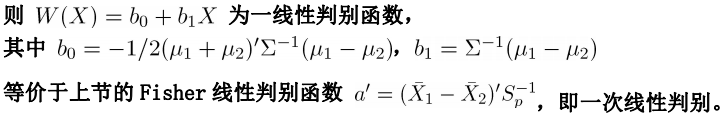 则 W(X) = b₀ + b₁X 为一线性判别函数，
其中 b₀ = −1/2(μ₁ + μ₂)′Σ⁻¹(μ₁ − μ₂)，b₁ = Σ⁻¹(μ₁ − μ₂)
等价于上节的 Fisher 线性判别函数 a′ = (X̄₁ − X̄₂)′Sₚ⁻¹，即一次线性判别。